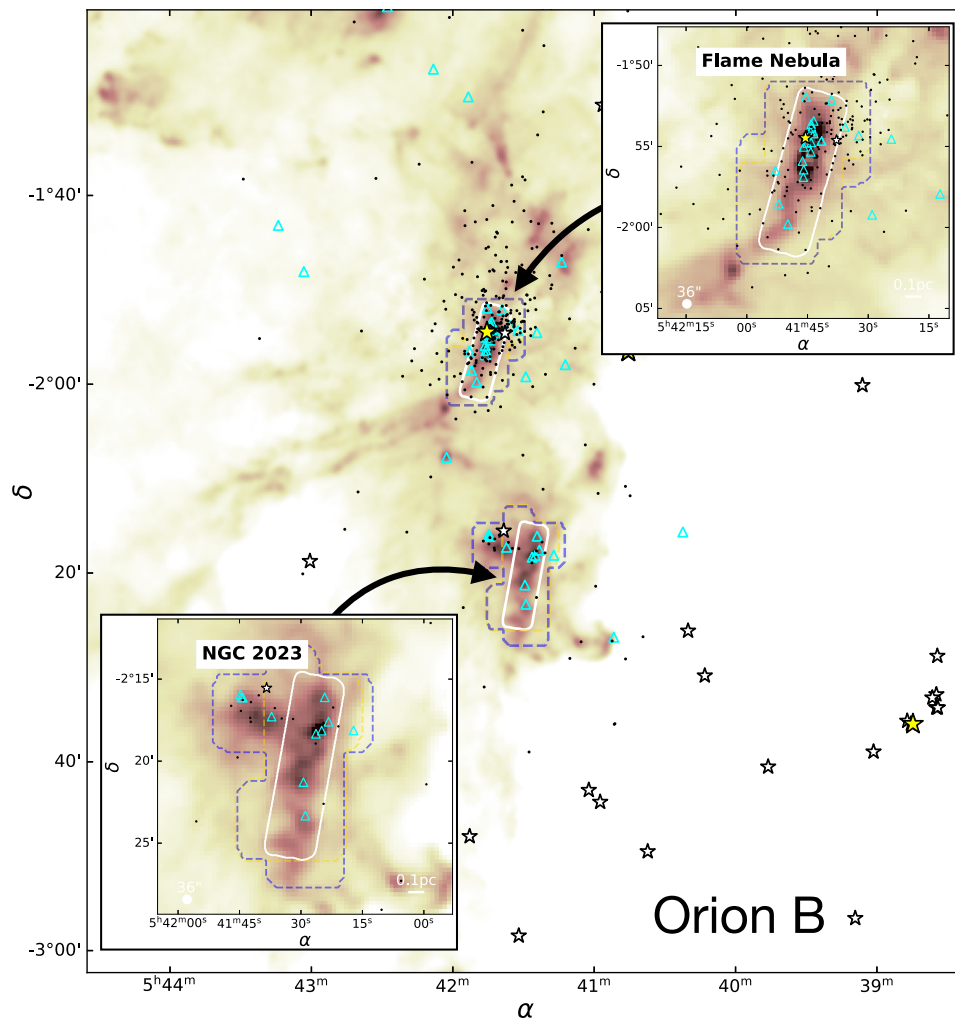 Flame Nebula
-1°50'
55'
-2°00'
05'
δ
36"
0.1pc
5ʰ42ᵐ15ˢ
00ˢ
41ᵐ45ˢ
30ˢ
15ˢ
α
-1°40'
-2°00'
20'
40'
-3°00'
δ
NGC 2023
-2°15'
20'
25'
δ
36"
0.1pc
5ʰ42ᵐ00ˢ
41ᵐ45ˢ
30ˢ
15ˢ
00ˢ
α
Orion B
5ʰ44ᵐ
43ᵐ
42ᵐ
41ᵐ
40ᵐ
39ᵐ
α